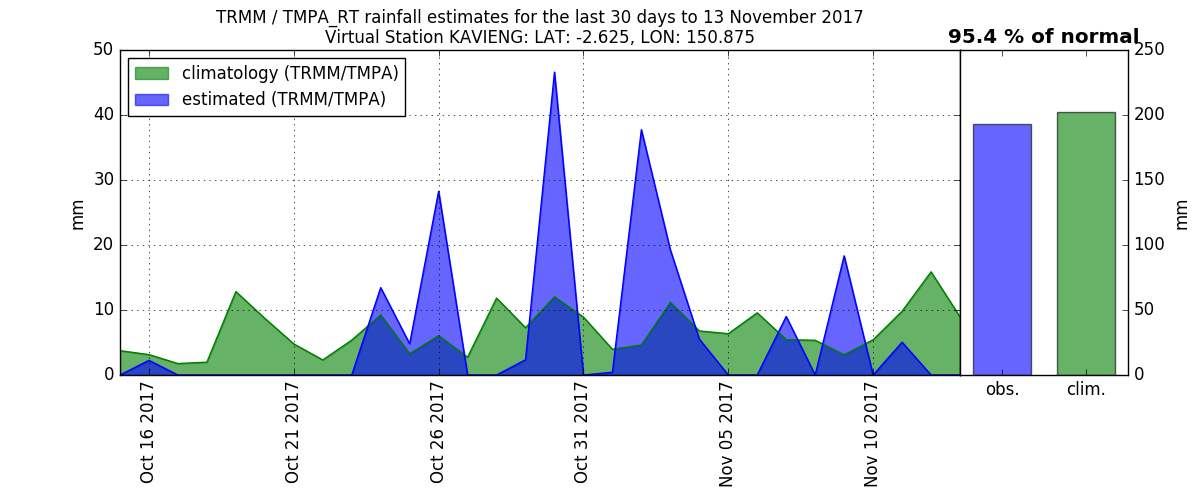 TRMM / TMPA_RT rainfall estimates for the last 30 days to 13 November 2017
Virtual Station KAVIENG: LAT: -2.625, LON: 150.875
95.4 % of normal
climatology (TRMM/TMPA)
estimated (TRMM/TMPA)
50
40
30
20
10
0
mm
250
200
150
100
50
0
mm
Oct 16 2017
Oct 21 2017
Oct 26 2017
Oct 31 2017
Nov 05 2017
Nov 10 2017
obs.
clim.